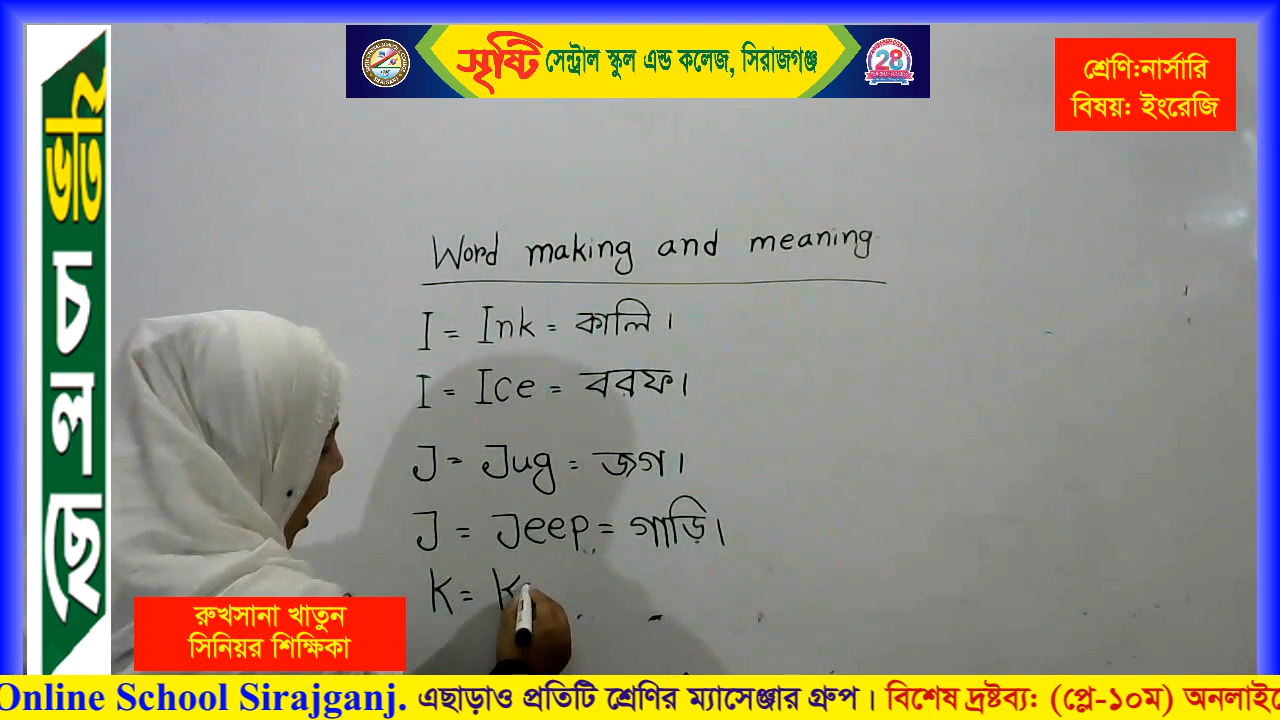 সৃষ্টি সেন্ট্রাল স্কুল এন্ড কলেজ, সিরাজগঞ্জ
28
শ্রেণি:নার্সারি
বিষয়: ইংরেজি
ভর্তি চলছে
Word making and meaning
I = Ink = কালি।
I = Ice = বরফ।
J = Jug = জগ।
J = Jeep = গাড়ি।
K = K
রুখসানা খাতুন
সিনিয়র শিক্ষিকা
Online School Sirajganj. এছাড়াও প্রতিটি শ্রেণির ম্যাসেঞ্জার গ্রুপ। বিশেষ দ্রষ্টব্য: (প্লে-১০ম) অনলাইে